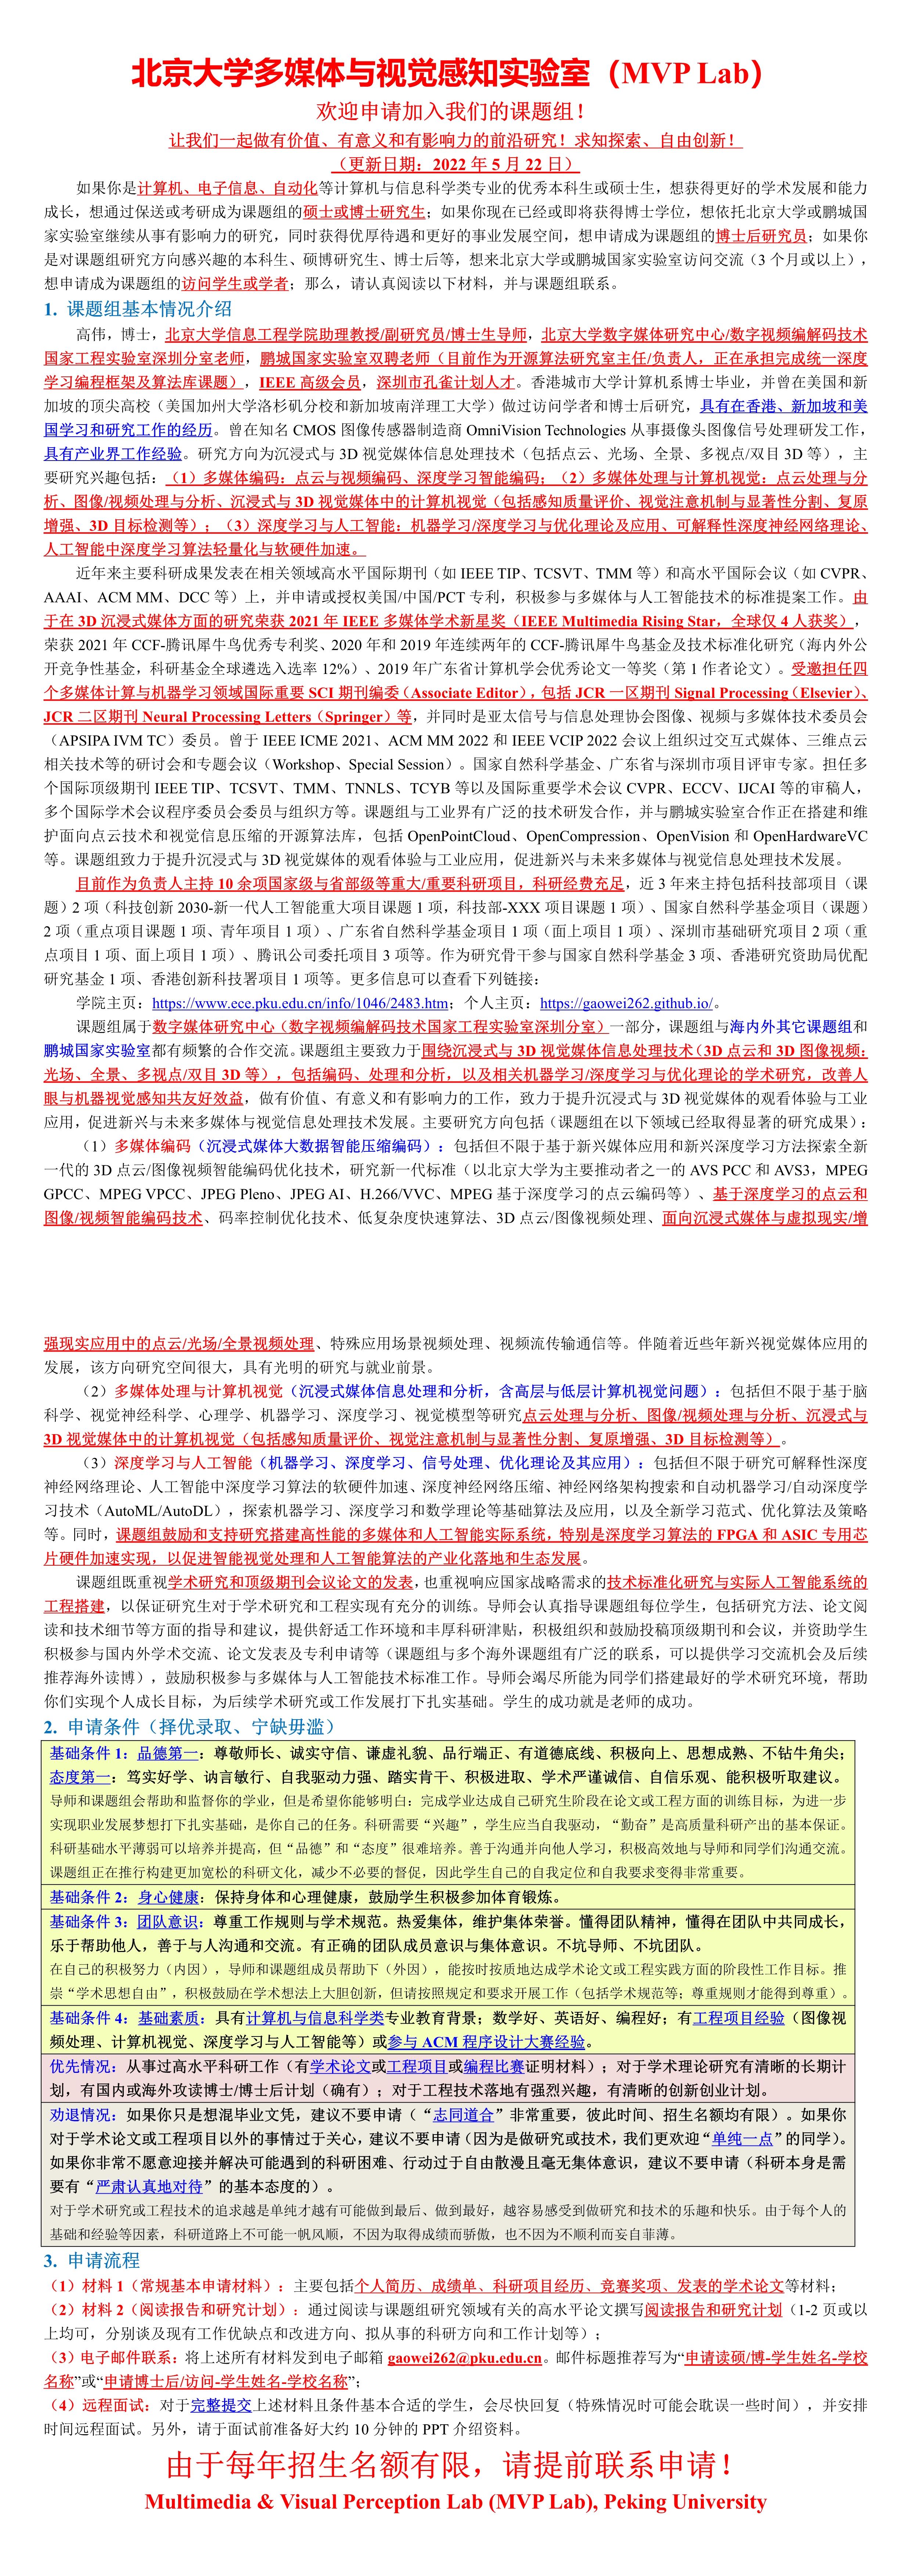 北京大学多媒体与视觉感知实验室（MVP Lab）
欢迎申请加入我们的课题组！
让我们一起做有价值、有意义和有影响力的前沿研究！求知探索、自由创新！
（更新日期：2022 年 5 月 22 日）
如果你是计算机、电子信息、自动化等计算机与信息科学类专业的优秀本科生或硕士生，想获得更好的学术发展和能力
成长，想通过保送或考研成为课题组的硕士或博士研究生；如果你现在已经或即将获得博士学位，想依托北京大学或鹏城国
家实验室继续从事有影响力的研究，同时获得优厚待遇和更好的事业发展空间，想申请成为课题组的博士后研究员；如果你
是对课题组研究方向感兴趣的本科生、硕博研究生、博士后等，想来北京大学或鹏城国家实验室访问交流（3 个月或以上），
想申请成为课题组的访问学生或学者；那么，请认真阅读以下材料，并与课题组联系。
1. 课题组基本情况介绍
高伟，博士，北京大学信息工程学院助理教授/副研究员/博士生导师，北京大学数字媒体研究中心/数字视频编解码技术
国家工程实验室深圳分室老师，鹏城国家实验室双聘老师（目前作为开源算法研究室主任/负责人，正在承担完成统一深度
学习编程框架及算法库课题），IEEE 高级会员，深圳市孔雀计划人才。香港城市大学计算机系博士毕业，并曾在美国和新
加坡的顶尖高校（美国加州大学洛杉矶分校和新加坡南洋理工大学）做过访问学者和博士后研究，具有在香港、新加坡和美
国学习和研究工作的经历。曾在知名 CMOS 图像传感器制造商 OmniVision Technologies 从事摄像头图像信号处理研发工作，
具有产业界工作经验。研究方向为沉浸式与 3D 视觉媒体信息处理技术（包括点云、光场、全景、多视点/双目 3D 等），主
要研究兴趣包括：（1）多媒体编码：点云与视频编码、深度学习智能编码；（2）多媒体处理与计算机视觉：点云处理与分
析、图像/视频处理与分析、沉浸式与 3D 视觉媒体中的计算机视觉（包括感知质量评价、视觉注意机制与显著性分割、复原
增强、3D 目标检测等）；（3）深度学习与人工智能：机器学习/深度学习与优化理论及应用、可解释性深度神经网络理论、
人工智能中深度学习算法轻量化与软硬件加速。
近年来主要科研成果发表在相关领域高水平国际期刊（如 IEEE TIP、TCSVT、TMM 等）和高水平国际会议（如 CVPR、
AAAI、ACM MM、DCC 等）上，并申请或授权美国/中国/PCT 专利，积极参与多媒体与人工智能技术的标准提案工作。由
于在 3D 沉浸式媒体方面的研究荣获 2021 年 IEEE 多媒体学术新星奖（IEEE Multimedia Rising Star，全球仅 4 人获奖），
荣获 2021 年 CCF-腾讯犀牛鸟优秀专利奖、2020 年和 2019 年连续两年的 CCF-腾讯犀牛鸟基金及技术标准化研究（海内外公
开竞争性基金，科研基金全球遴选入选率 12%）、2019 年广东省计算机学会优秀论文一等奖（第 1 作者论文）。受邀担任四
个多媒体计算与机器学习领域国际重要 SCI 期刊编委（Associate Editor），包括 JCR 一区期刊 Signal Processing（Elsevier）、
JCR 二区期刊 Neural Processing Letters（Springer）等，并同时是亚太信号与信息处理协会图像、视频与多媒体技术委员会
（APSIPA IVM TC）委员。曾于 IEEE ICME 2021、ACM MM 2022 和 IEEE VCIP 2022 会议上组织过交互式媒体、三维点云
相关技术等的研讨会和专题会议（Workshop、Special Session）。国家自然科学基金、广东省与深圳市项目评审专家。担任多
个国际顶级期刊 IEEE TIP、TCSVT、TMM、TNNLS、TCYB 等以及国际重要学术会议 CVPR、ECCV、IJCAI 等的审稿人，
多个国际学术会议程序委员会委员与组织方等。课题组与工业界有广泛的技术研发合作，并与鹏城实验室合作正在搭建和维
护面向点云技术和视觉信息压缩的开源算法库，包括 OpenPointCloud、OpenCompression、OpenVision 和 OpenHardwareVC
等。课题组致力于提升沉浸式与 3D 视觉媒体的观看体验与工业应用，促进新兴与未来多媒体与视觉信息处理技术发展。
目前作为负责人主持 10 余项国家级与省部级等重大/重要科研项目，科研经费充足，近 3 年来主持包括科技部项目（课
题）2 项（科技创新 2030-新一代人工智能重大项目课题 1 项，科技部-XXX 项目课题 1 项）、国家自然科学基金项目（课题）
2 项（重点项目课题 1 项、青年项目 1 项）、广东省自然科学基金项目 1 项（面上项目 1 项）、深圳市基础研究项目 2 项（重
点项目 1 项、面上项目 1 项）、腾讯公司委托项目 3 项等。作为研究骨干参与国家自然科学基金 3 项、香港研究资助局优配
研究基金 1 项、香港创新科技署项目 1 项等。更多信息可以查看下列链接：
学院主页：https://www.ece.pku.edu.cn/info/1046/2483.htm；个人主页：https://gaowei262.github.io/。
课题组属于数字媒体研究中心（数字视频编解码技术国家工程实验室深圳分室）一部分，课题组与海内外其它课题组和
鹏城国家实验室都有频繁的合作交流。课题组主要致力于围绕沉浸式与 3D 视觉媒体信息处理技术（3D 点云和 3D 图像视频：
光场、全景、多视点/双目 3D 等），包括编码、处理和分析，以及相关机器学习/深度学习与优化理论的学术研究，改善人
眼与机器视觉感知共友好效益，做有价值、有意义和有影响力的工作，致力于提升沉浸式与 3D 视觉媒体的观看体验与工业
应用，促进新兴与未来多媒体与视觉信息处理技术发展。主要研究方向包括（课题组在以下领域已经取得显著的研究成果）：
（1）多媒体编码（沉浸式媒体大数据智能压缩编码）：包括但不限于基于新兴媒体应用和新兴深度学习方法探索全新
一代的 3D 点云/图像视频智能编码优化技术，研究新一代标准（以北京大学为主要推动者之一的 AVS PCC 和 AVS3，MPEG
GPCC、MPEG VPCC、JPEG Pleno、JPEG AI、H.266/VVC、MPEG 基于深度学习的点云编码等）、基于深度学习的点云和
图像/视频智能编码技术、码率控制优化技术、低复杂度快速算法、3D 点云/图像视频处理、面向沉浸式媒体与虚拟现实/增
强现实应用中的点云/光场/全景视频处理、特殊应用场景视频处理、视频流传输通信等。伴随着近些年新兴视觉媒体应用的
发展，该方向研究空间很大，具有光明的研究与就业前景。
（2）多媒体处理与计算机视觉（沉浸式媒体信息处理和分析，含高层与低层计算机视觉问题）：包括但不限于基于脑
科学、视觉神经科学、心理学、机器学习、深度学习、视觉模型等研究点云处理与分析、图像/视频处理与分析、沉浸式与
3D 视觉媒体中的计算机视觉（包括感知质量评价、视觉注意机制与显著性分割、复原增强、3D 目标检测等）。
（3）深度学习与人工智能（机器学习、深度学习、信号处理、优化理论及其应用）：包括但不限于研究可解释性深度
神经网络理论、人工智能中深度学习算法的软硬件加速、深度神经网络压缩、神经网络架构搜索和自动机器学习/自动深度学
习技术（AutoML/AutoDL），探索机器学习、深度学习和数学理论等基础算法及应用，以及全新学习范式、优化算法及策略
等。同时，课题组鼓励和支持研究搭建高性能的多媒体和人工智能实际系统，特别是深度学习算法的 FPGA 和 ASIC 专用芯
片硬件加速实现，以促进智能视觉处理和人工智能算法的产业化落地和生态发展。
课题组既重视学术研究和顶级期刊会议论文的发表，也重视响应国家战略需求的技术标准化研究与实际人工智能系统的
工程搭建，以保证研究生对于学术研究和工程实现有充分的训练。导师会认真指导课题组每位学生，包括研究方法、论文阅
读和技术细节等方面的指导和建议，提供舒适工作环境和丰厚科研津贴，积极组织和鼓励投稿顶级期刊和会议，并资助学生
积极参与国内外学术交流、论文发表及专利申请等（课题组与多个海外课题组有广泛的联系，可以提供学习交流机会及后续
推荐海外读博），鼓励积极参与多媒体与人工智能技术标准工作。导师会竭尽所能为同学们搭建最好的学术研究环境，帮助
你们实现个人成长目标，为后续学术研究或工作发展打下扎实基础。学生的成功就是老师的成功。
2. 申请条件（择优录取、宁缺毋滥）
基础条件 1：品德第一：尊敬师长、诚实守信、谦虚礼貌、品行端正、有道德底线、积极向上、思想成熟、不钻牛角尖；
态度第一：笃实好学、讷言敏行、自我驱动力强、踏实肯干、积极进取、学术严谨诚信、自信乐观、能积极听取建议。
导师和课题组会帮助和监督你的学业，但是希望你能够明白：完成学业达成自己研究生阶段在论文或工程方面的训练目标，为进一步
实现职业发展梦想打下扎实基础，是你自己的任务。科研需要“兴趣”，学生应当自我驱动，“勤奋”是高质量科研产出的基本保证。
科研基础水平薄弱可以培养并提高，但“品德”和“态度”很难培养。善于沟通并向他人学习，积极高效地与导师和同学们沟通交流。
课题组正在推行构建更加宽松的科研文化，减少不必要的督促，因此学生自己的自我定位和自我要求变得非常重要。
基础条件 2：身心健康：保持身体和心理健康，鼓励学生积极参加体育锻炼。
基础条件 3：团队意识：尊重工作规则与学术规范。热爱集体，维护集体荣誉。懂得团队精神，懂得在团队中共同成长，
乐于帮助他人，善于与人沟通和交流。有正确的团队成员意识与集体意识。不坑导师、不坑团队。
在自己的积极努力（内因），导师和课题组成员帮助下（外因），能按时按质地达成学术论文或工程实践方面的阶段性工作目标。推
崇“学术思想自由”，积极鼓励在学术想法上大胆创新，但请按照规定和要求开展工作（包括学术规范等；尊重规则才能得到尊重）。
基础条件 4：基础素质：具有计算机与信息科学类专业教育背景；数学好、英语好、编程好；有工程项目经验（图像视
频处理、计算机视觉、深度学习与人工智能等）或参与 ACM 程序设计大赛经验。
优先情况：从事过高水平科研工作（有学术论文或工程项目或编程比赛证明材料）；对于学术理论研究有清晰的长期计
划，有国内或海外攻读博士/博士后计划（确有）；对于工程技术落地有强烈兴趣，有清晰的创新创业计划。
劝退情况：如果你只是想混毕业文凭，建议不要申请（“志同道合”非常重要，彼此时间、招生名额均有限）。如果你
对于学术论文或工程项目以外的事情过于关心，建议不要申请（因为是做研究或技术，我们更欢迎“单纯一点”的同学）。
如果你非常不愿意迎接并解决可能遇到的科研困难、行动过于自由散漫且毫无集体意识，建议不要申请（科研本身是需
要有“严肃认真地对待”的基本态度的）。
对于学术研究或工程技术的追求越是单纯才越有可能做到最后、做到最好，越容易感受到做研究和技术的乐趣和快乐。由于每个人的
基础和经验等因素，科研道路上不可能一帆风顺，不因为取得成绩而骄傲，也不因为不顺利而妄自菲薄。
3. 申请流程
（1）材料 1（常规基本申请材料）：主要包括个人简历、成绩单、科研项目经历、竞赛奖项、发表的学术论文等材料；
（2）材料 2（阅读报告和研究计划）：通过阅读与课题组研究领域有关的高水平论文撰写阅读报告和研究计划（1-2 页或以
上均可，分别谈及现有工作优缺点和改进方向、拟从事的科研方向和工作计划等）；
（3）电子邮件联系：将上述所有材料发到电子邮箱 gaowei262@pku.edu.cn。邮件标题推荐写为“申请读硕/博-学生姓名-学校
名称”或“申请博士后/访问-学生姓名-学校名称”；
（4）远程面试：对于完整提交上述材料且条件基本合适的学生，会尽快回复（特殊情况时可能会耽误一些时间），并安排
时间远程面试。另外，请于面试前准备好大约 10 分钟的 PPT 介绍资料。
由于每年招生名额有限，请提前联系申请！
Multimedia & Visual Perception Lab (MVP Lab), Peking University